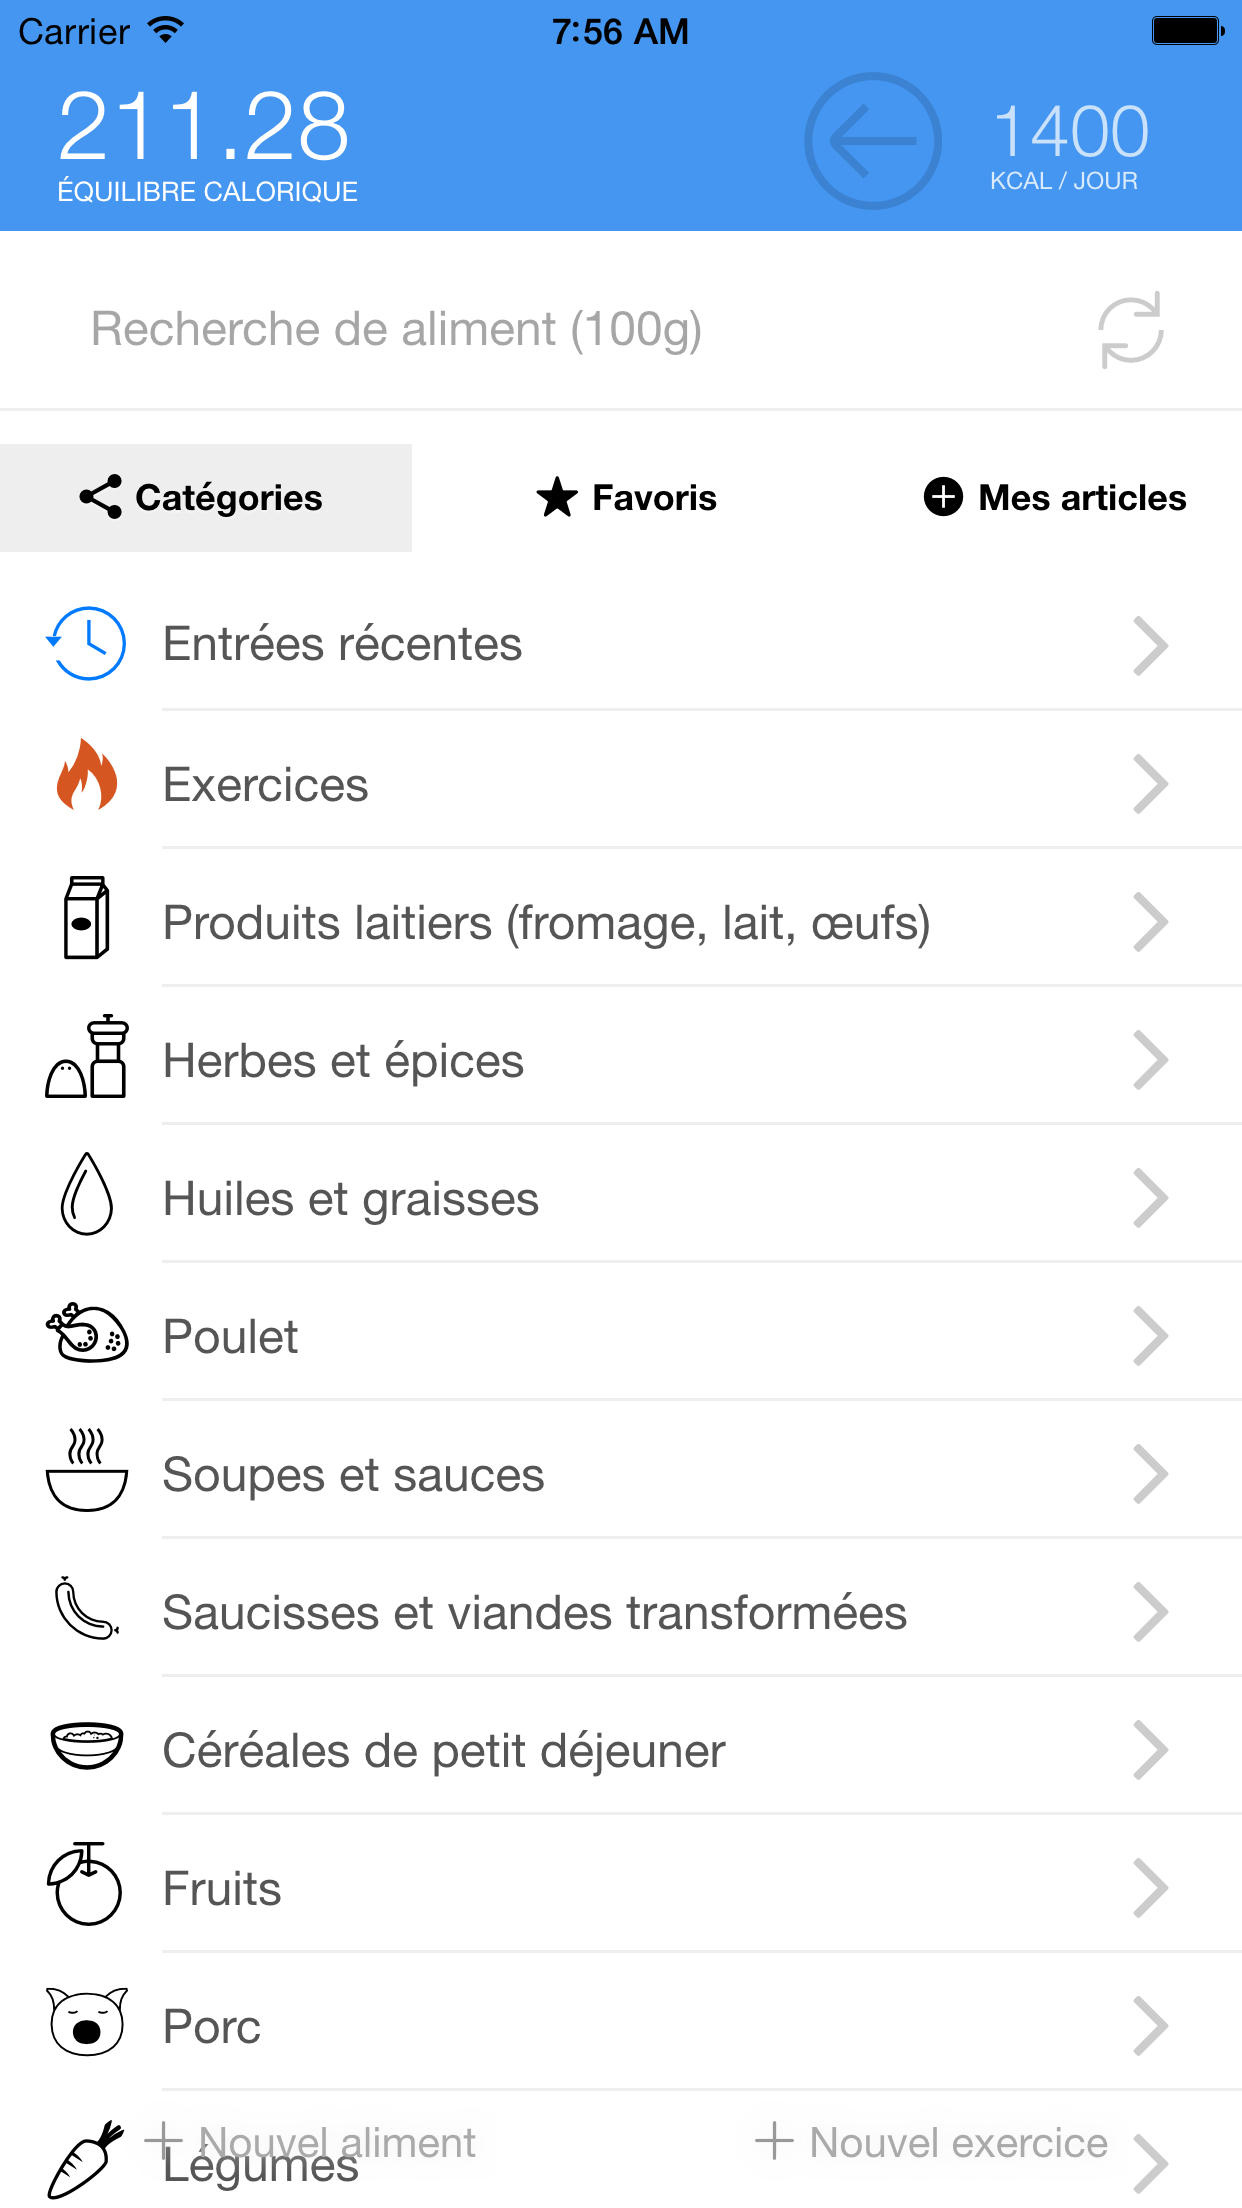 Carrier 7:56 AM
211.28
ÉQUILIBRE CALORIQUE
1400
KCAL / JOUR
Recherche de aliment (100g)
Catégories Favoris Mes articles
Entrées récentes
Exercices
Produits laitiers (fromage, lait, œufs)
Herbes et épices
Huiles et graisses
Poulet
Soupes et sauces
Saucisses et viandes transformées
Céréales de petit déjeuner
Fruits
Porc
Nouvel aliment Nouvel exercice
Légumes